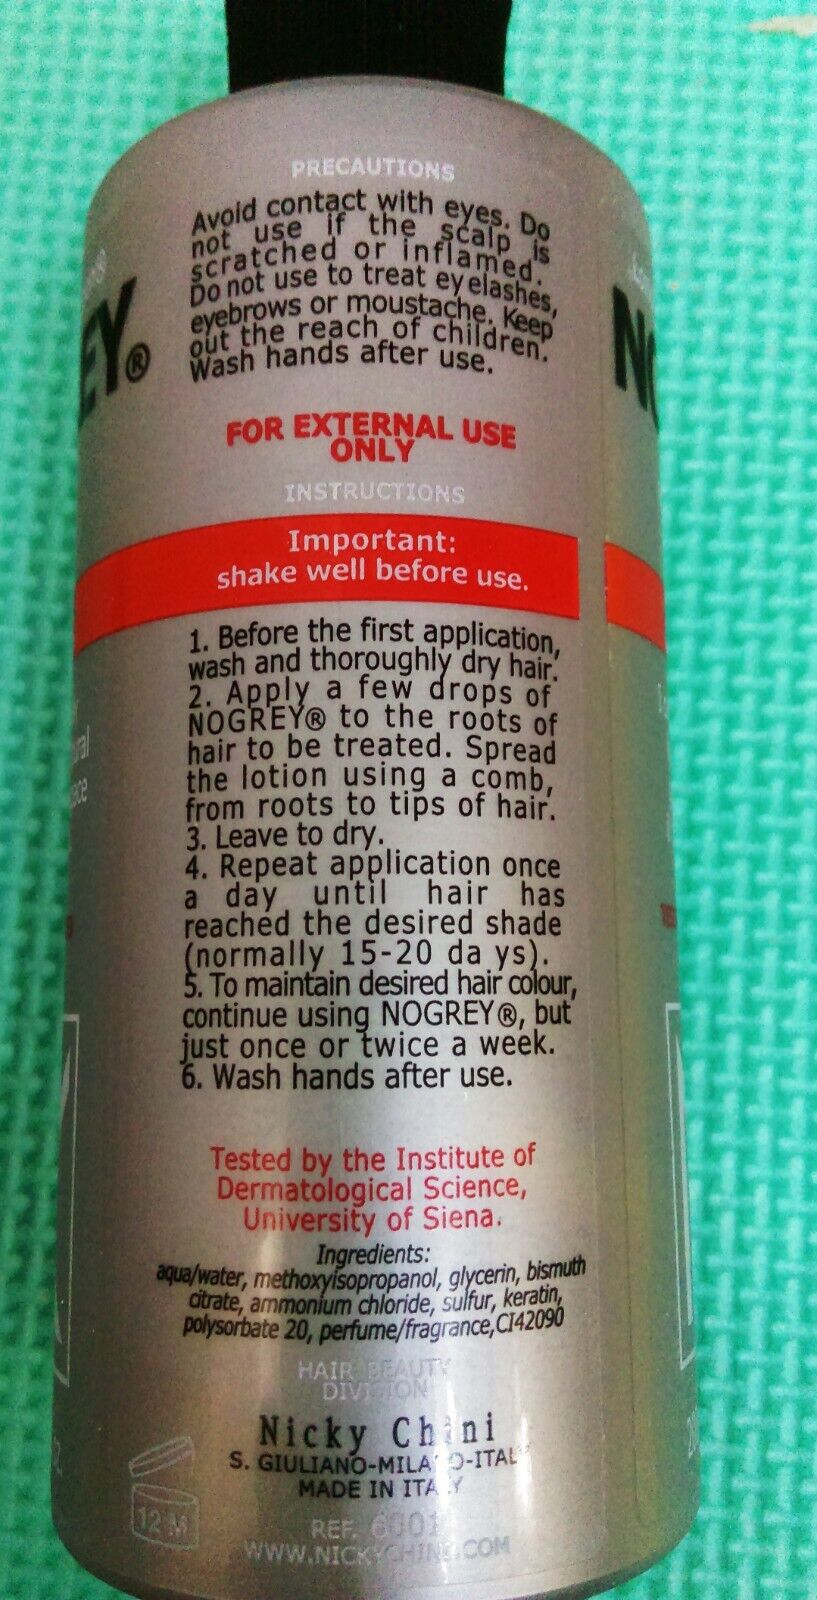 PRECAUTIONS
Avoid contact with eyes. Do
not use if the scalp is
scratched or inflamed.
Do not use to treat eyelashes,
eyebrows or moustache. Keep
out the reach of children.
Wash hands after use.
EY®
NO
FOR EXTERNAL USE
ONLY
INSTRUCTIONS
Important:
shake well before use.
1. Before the first application,
wash and thoroughly dry hair.
2. Apply a few drops of
NOGREY® to the roots of
hair to be treated. Spread
the lotion using a comb,
from roots to tips of hair.
3. Leave to dry.
4. Repeat application once
a day until hair has
reached the desired shade
(normally 15-20 da ys).
5. To maintain desired hair colour,
continue using NOGREY®, but
just once or twice a week.
6. Wash hands after use.
Tested by the Institute of
Dermatological Science,
University of Siena.
Ingredients:
aqua/water, methoxyisopropanol, glycerin, bismuth
citrate, ammonium chloride, sulfur, keratin,
polysorbate 20, perfume/fragrance,CI42090
HAIR BEAUTY
DIVISION
Nicky Chini
S. GIULIANO-MILANO-ITALY
MADE IN ITALY
12 M
REF. 6001
WWW.NICKYCHINI.COM